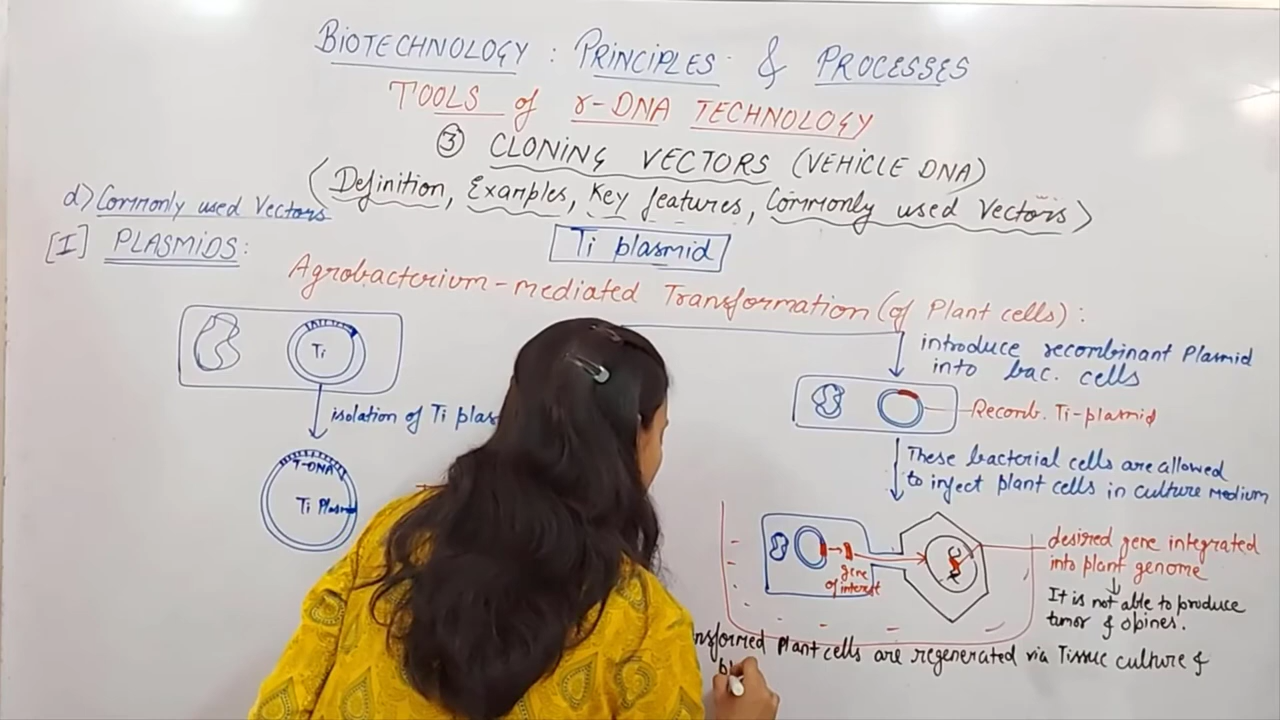 BIOTECHNOLOGY : PRINCIPLES & PROCESSES
TOOLS of r-DNA TECHNOLOGY
③ CLONING VECTORS (VEHICLE DNA)
(Definition, Examples, Key features, Commonly used Vectors)
d) Commonly used Vectors
[I] PLASMIDS:
Ti plasmid
Agrobacterium-mediated Transformation (of Plant cells):
Ti
isolation of Ti
T-DNA
Ti
introduce recombinant Plasmid
into bac. cells
Recomb. Ti-plasmid
These bacterial cells are allowed
to infect plant cells in culture medium
gene
of interest
desired gene integrated
into plant genome
It is not able to produce
tumor & opines.
Plant cells are regenerated via Tissue culture &